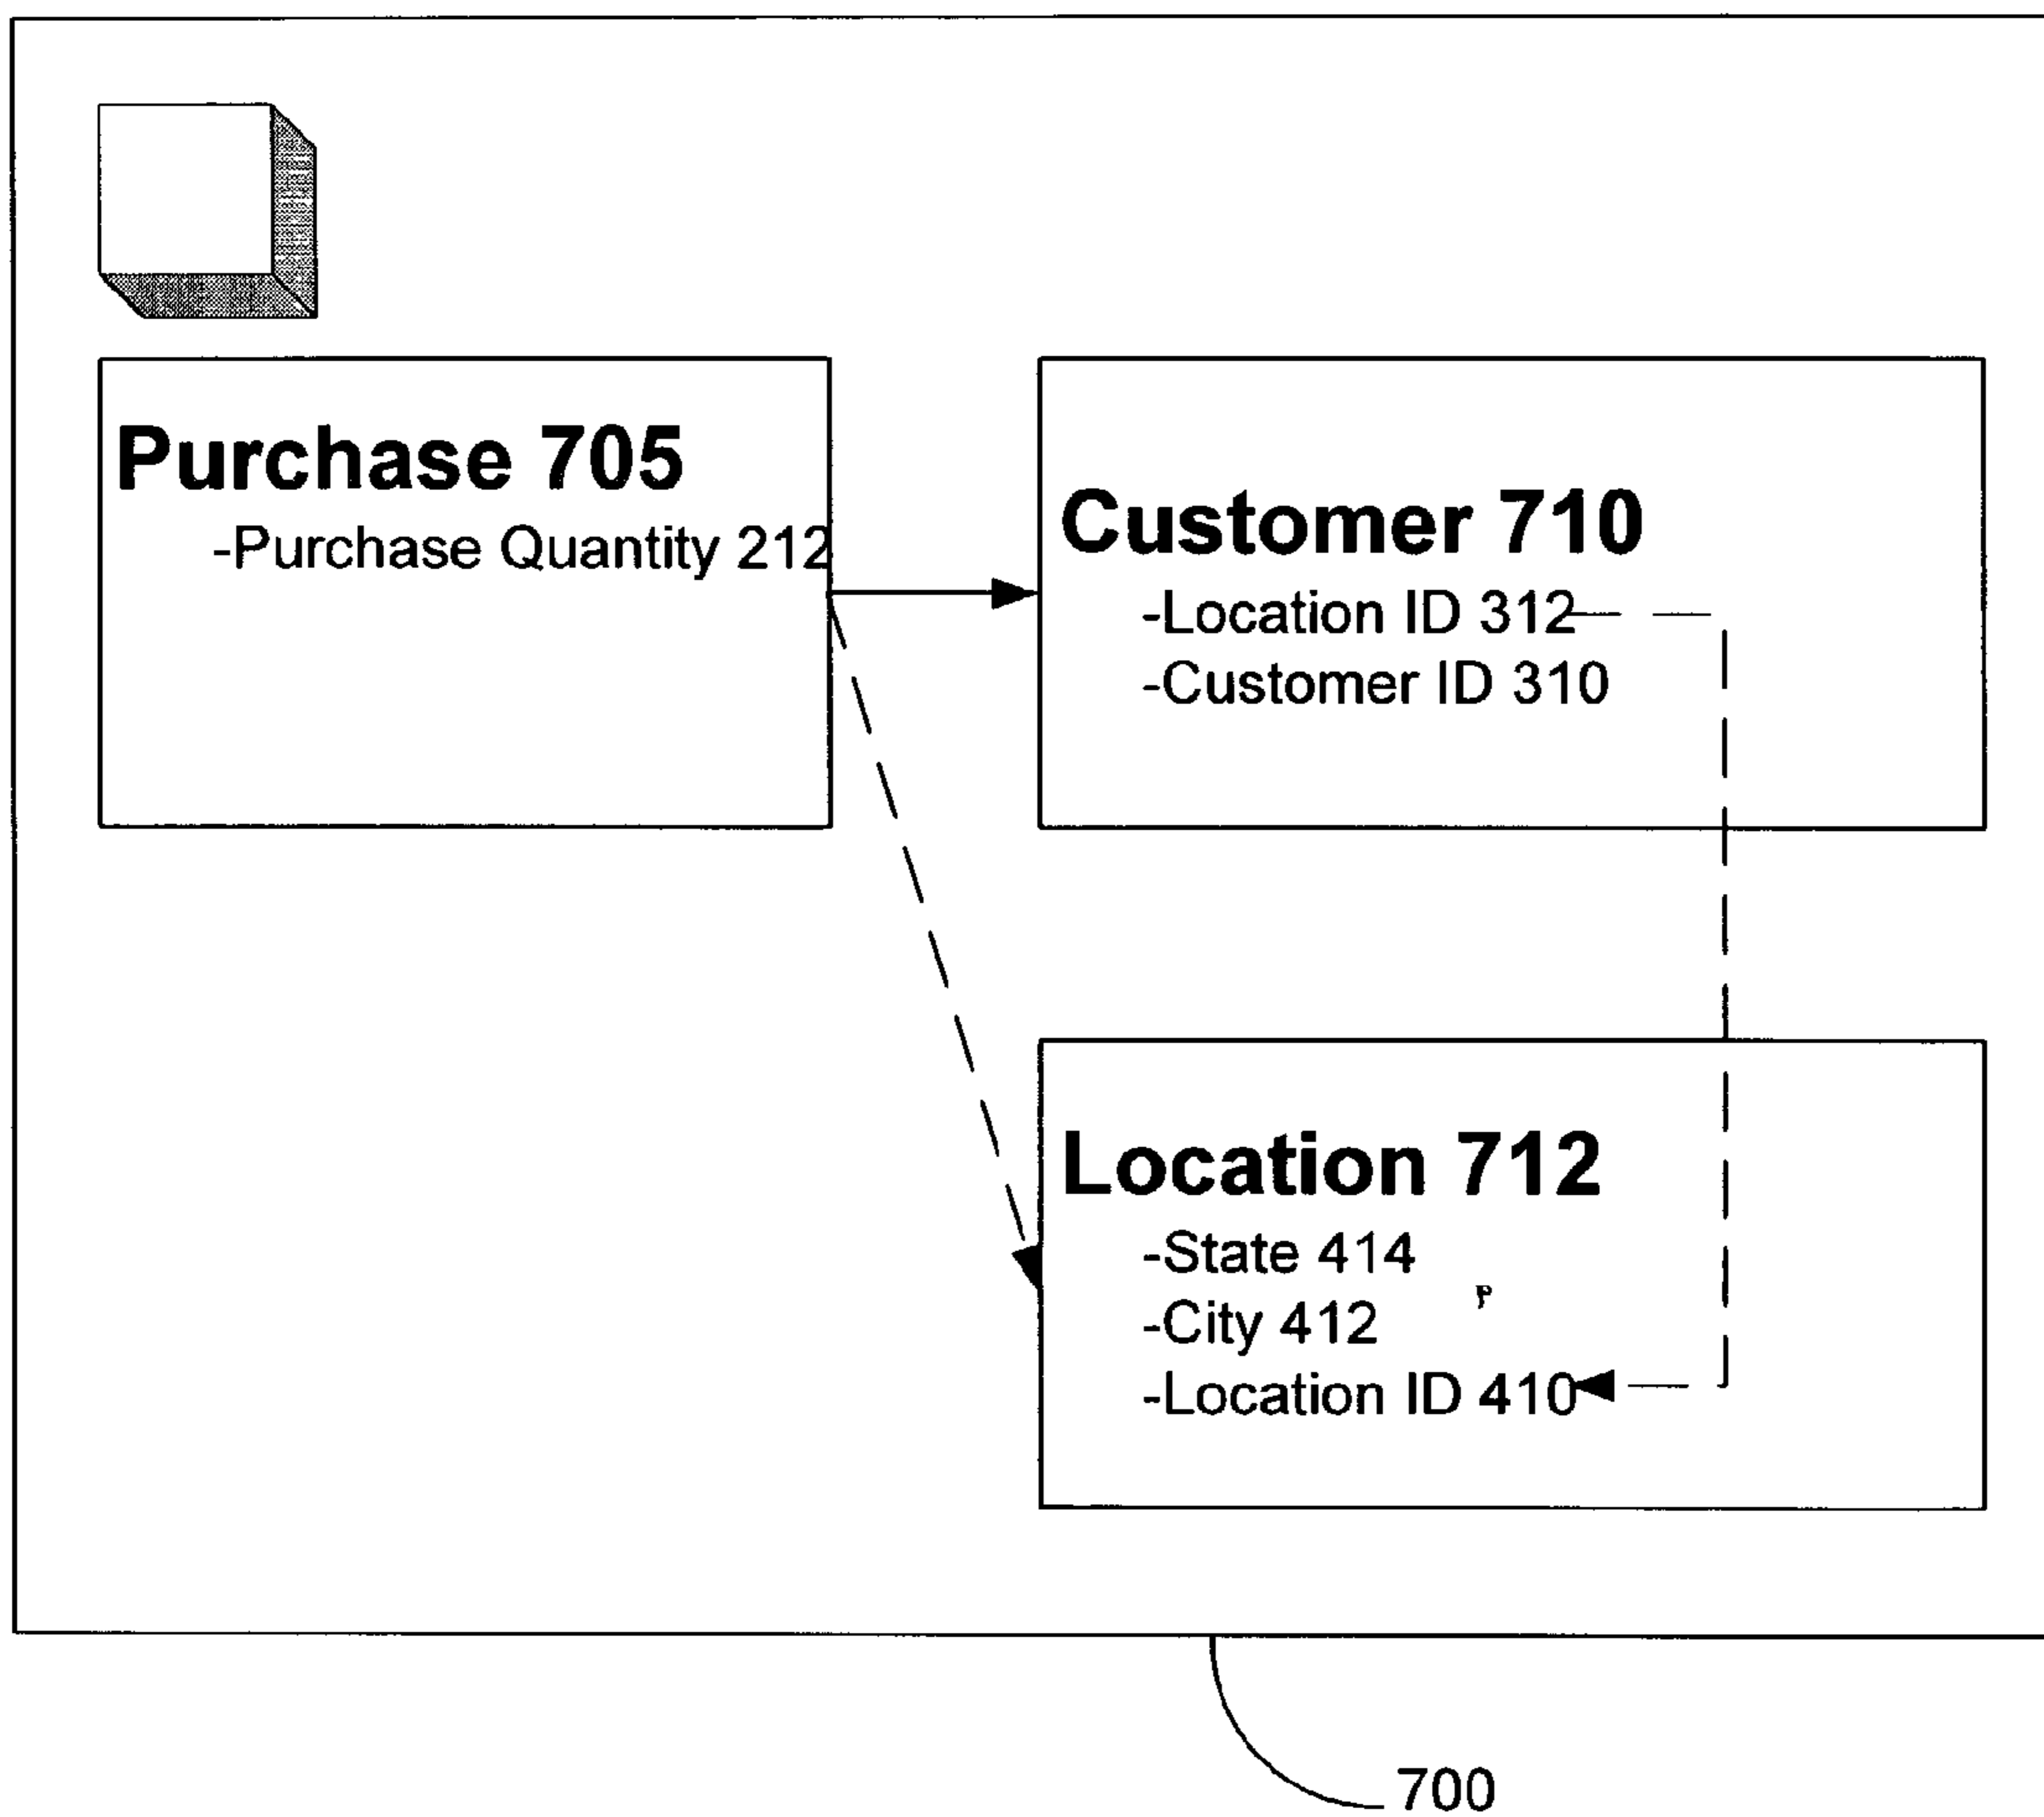 Purchase 705
-Purchase Quantity 212
Customer 710
-Location ID 312
-Customer ID 310
Location 712
-State 414
-City 412
-Location ID 410
700